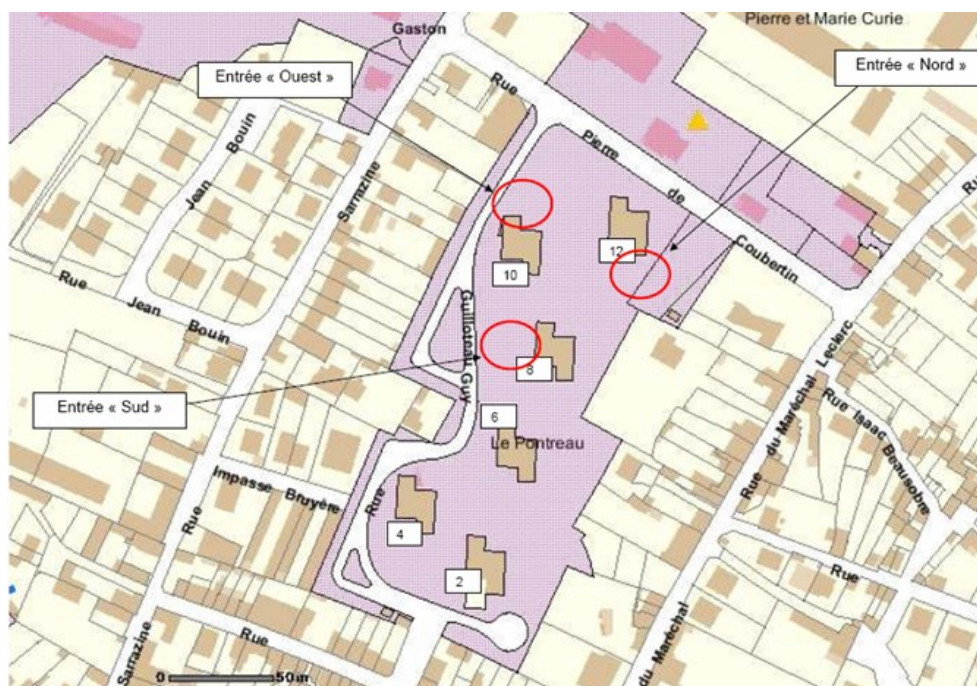 Pierre et Marie Curie
Gaston
Entrée « Ouest »
Entrée « Nord »
Rue
Pierre
de
Coubertin
Jean
Bouin
Sarrazine
Rue
Jean
Bouin
12
10
Guilloteau Guy
8
Entrée « Sud »
6
Le Pontreau
Rue du Maréchal Leclerc
Rue Isaac Beausobre
Impasse Bruyère
Rue
Rue
4
2
Rue
Rue
Sarrazine
du Maréchal
0 50m